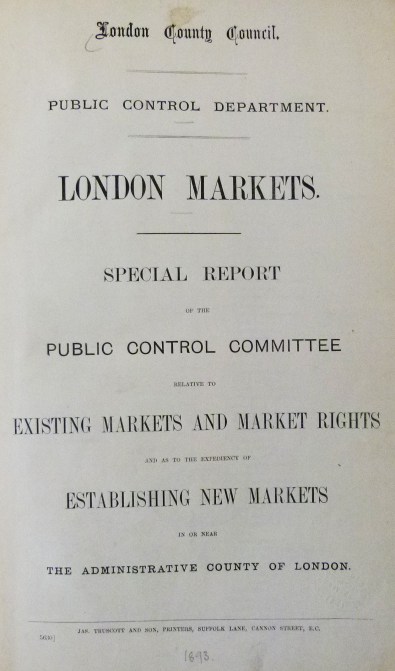 London County Council.
PUBLIC CONTROL DEPARTMENT.
LONDON MARKETS.
SPECIAL REPORT
OF THE
PUBLIC CONTROL COMMITTEE
RELATIVE TO
EXISTING MARKETS AND MARKET RIGHTS
AND AS TO THE EXPEDIENCY OF
ESTABLISHING NEW MARKETS
IN OR NEAR
THE ADMINISTRATIVE COUNTY OF LONDON.
JAS. TRUSCOTT AND SON, PRINTERS, SUFFOLK LANE, CANNON STREET, E.C.
1893.